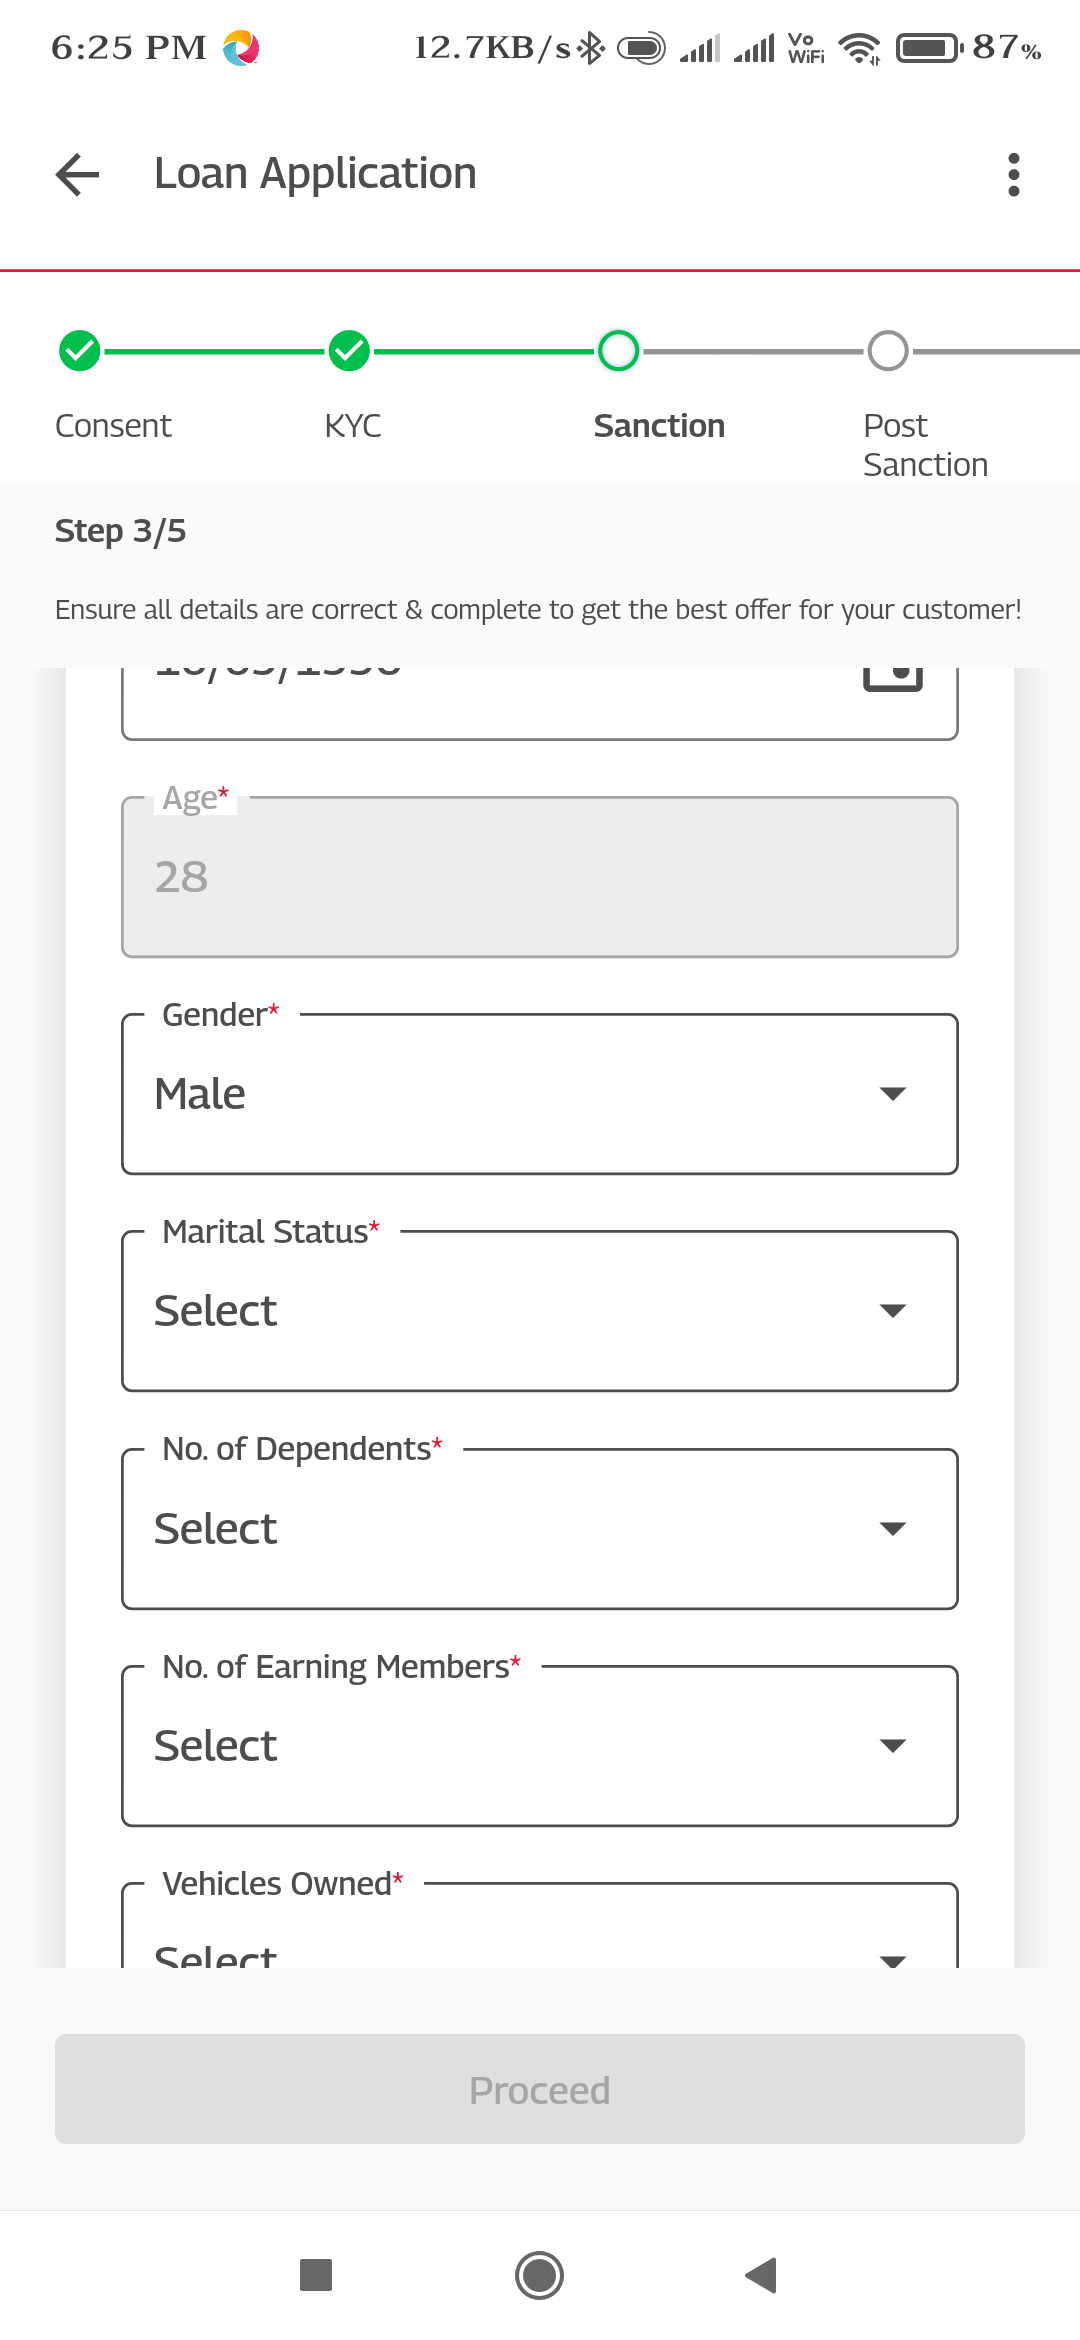 6:25 PM 12.7KB/s Vo WiFi 87%
Loan Application
Consent KYC Sanction Post Sanction
Step 3/5
Ensure all details are correct & complete to get the best offer for your customer!
Age*
28
Gender*
Male
Marital Status*
Select
No. of Dependents*
Select
No. of Earning Members*
Select
Vehicles Owned*
Select
Proceed